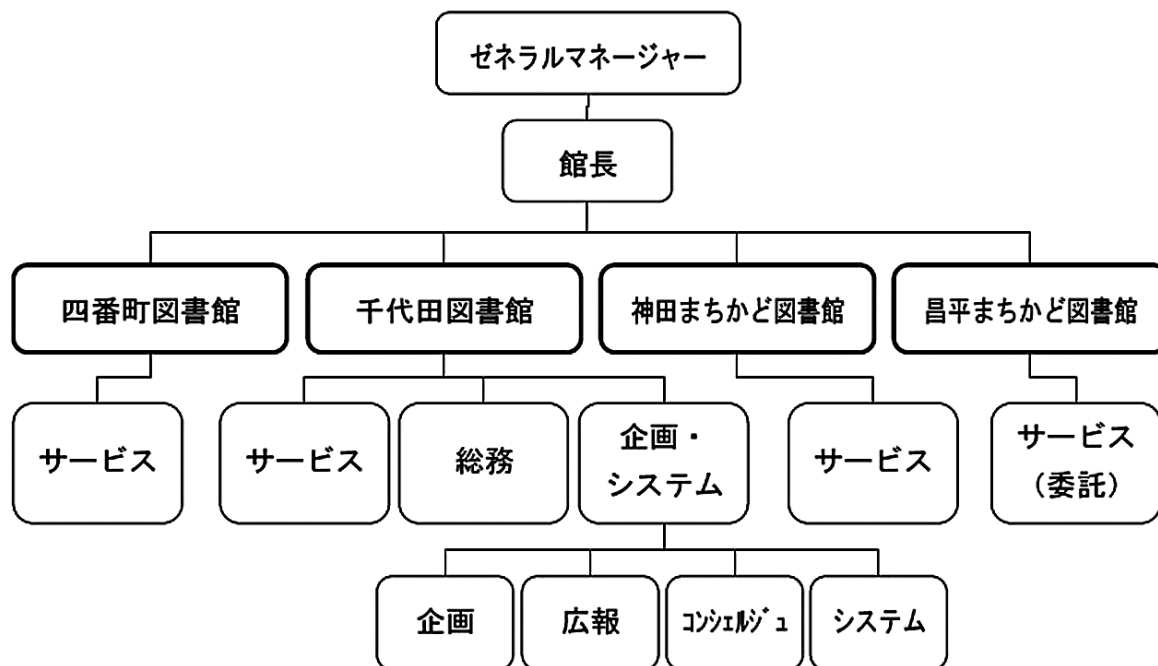 ゼネラルマネージャー
館長
四番町図書館
千代田図書館
神田まちかど図書館
昌平まちかど図書館
サービス
サービス
総務
企画・
システム
サービス
サービス
(委託)
企画
広報
ｺﾝｼｪﾙｼﾞｭ
システム